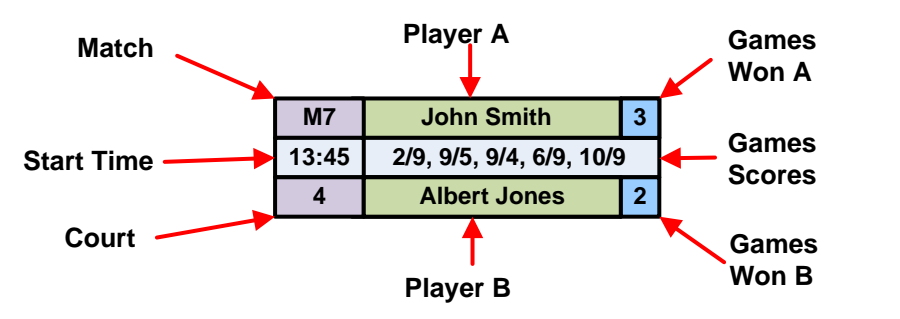 Match
Player A
Games
Won A
M7
John Smith
3
Start Time
13:45
2/9, 9/5, 9/4, 6/9, 10/9
Games
Scores
4
Albert Jones
2
Court
Player B
Games
Won B